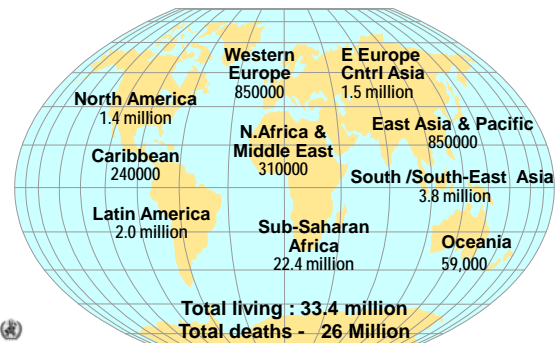 Western
Europe
850000
E Europe
Cntrl Asia
1.5 million
North America
1.4 million
N.Africa &
Middle East
310000
East Asia & Pacific
850000
Caribbean
240000
South /South-East Asia
3.8 million
Latin America
2.0 million
Sub-Saharan
Africa
22.4 million
Oceania
59,000
Total living : 33.4 million
Total deaths - 26 Million